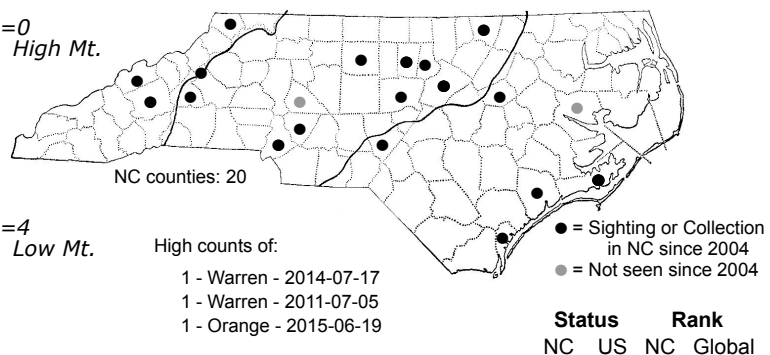 =0
High Mt.
NC counties: 20
=4
Low Mt.
High counts of:
1 - Warren - 2014-07-17
1 - Warren - 2011-07-05
1 - Orange - 2015-06-19
● = Sighting or Collection
in NC since 2004
● = Not seen since 2004
Status Rank
NC US NC Global